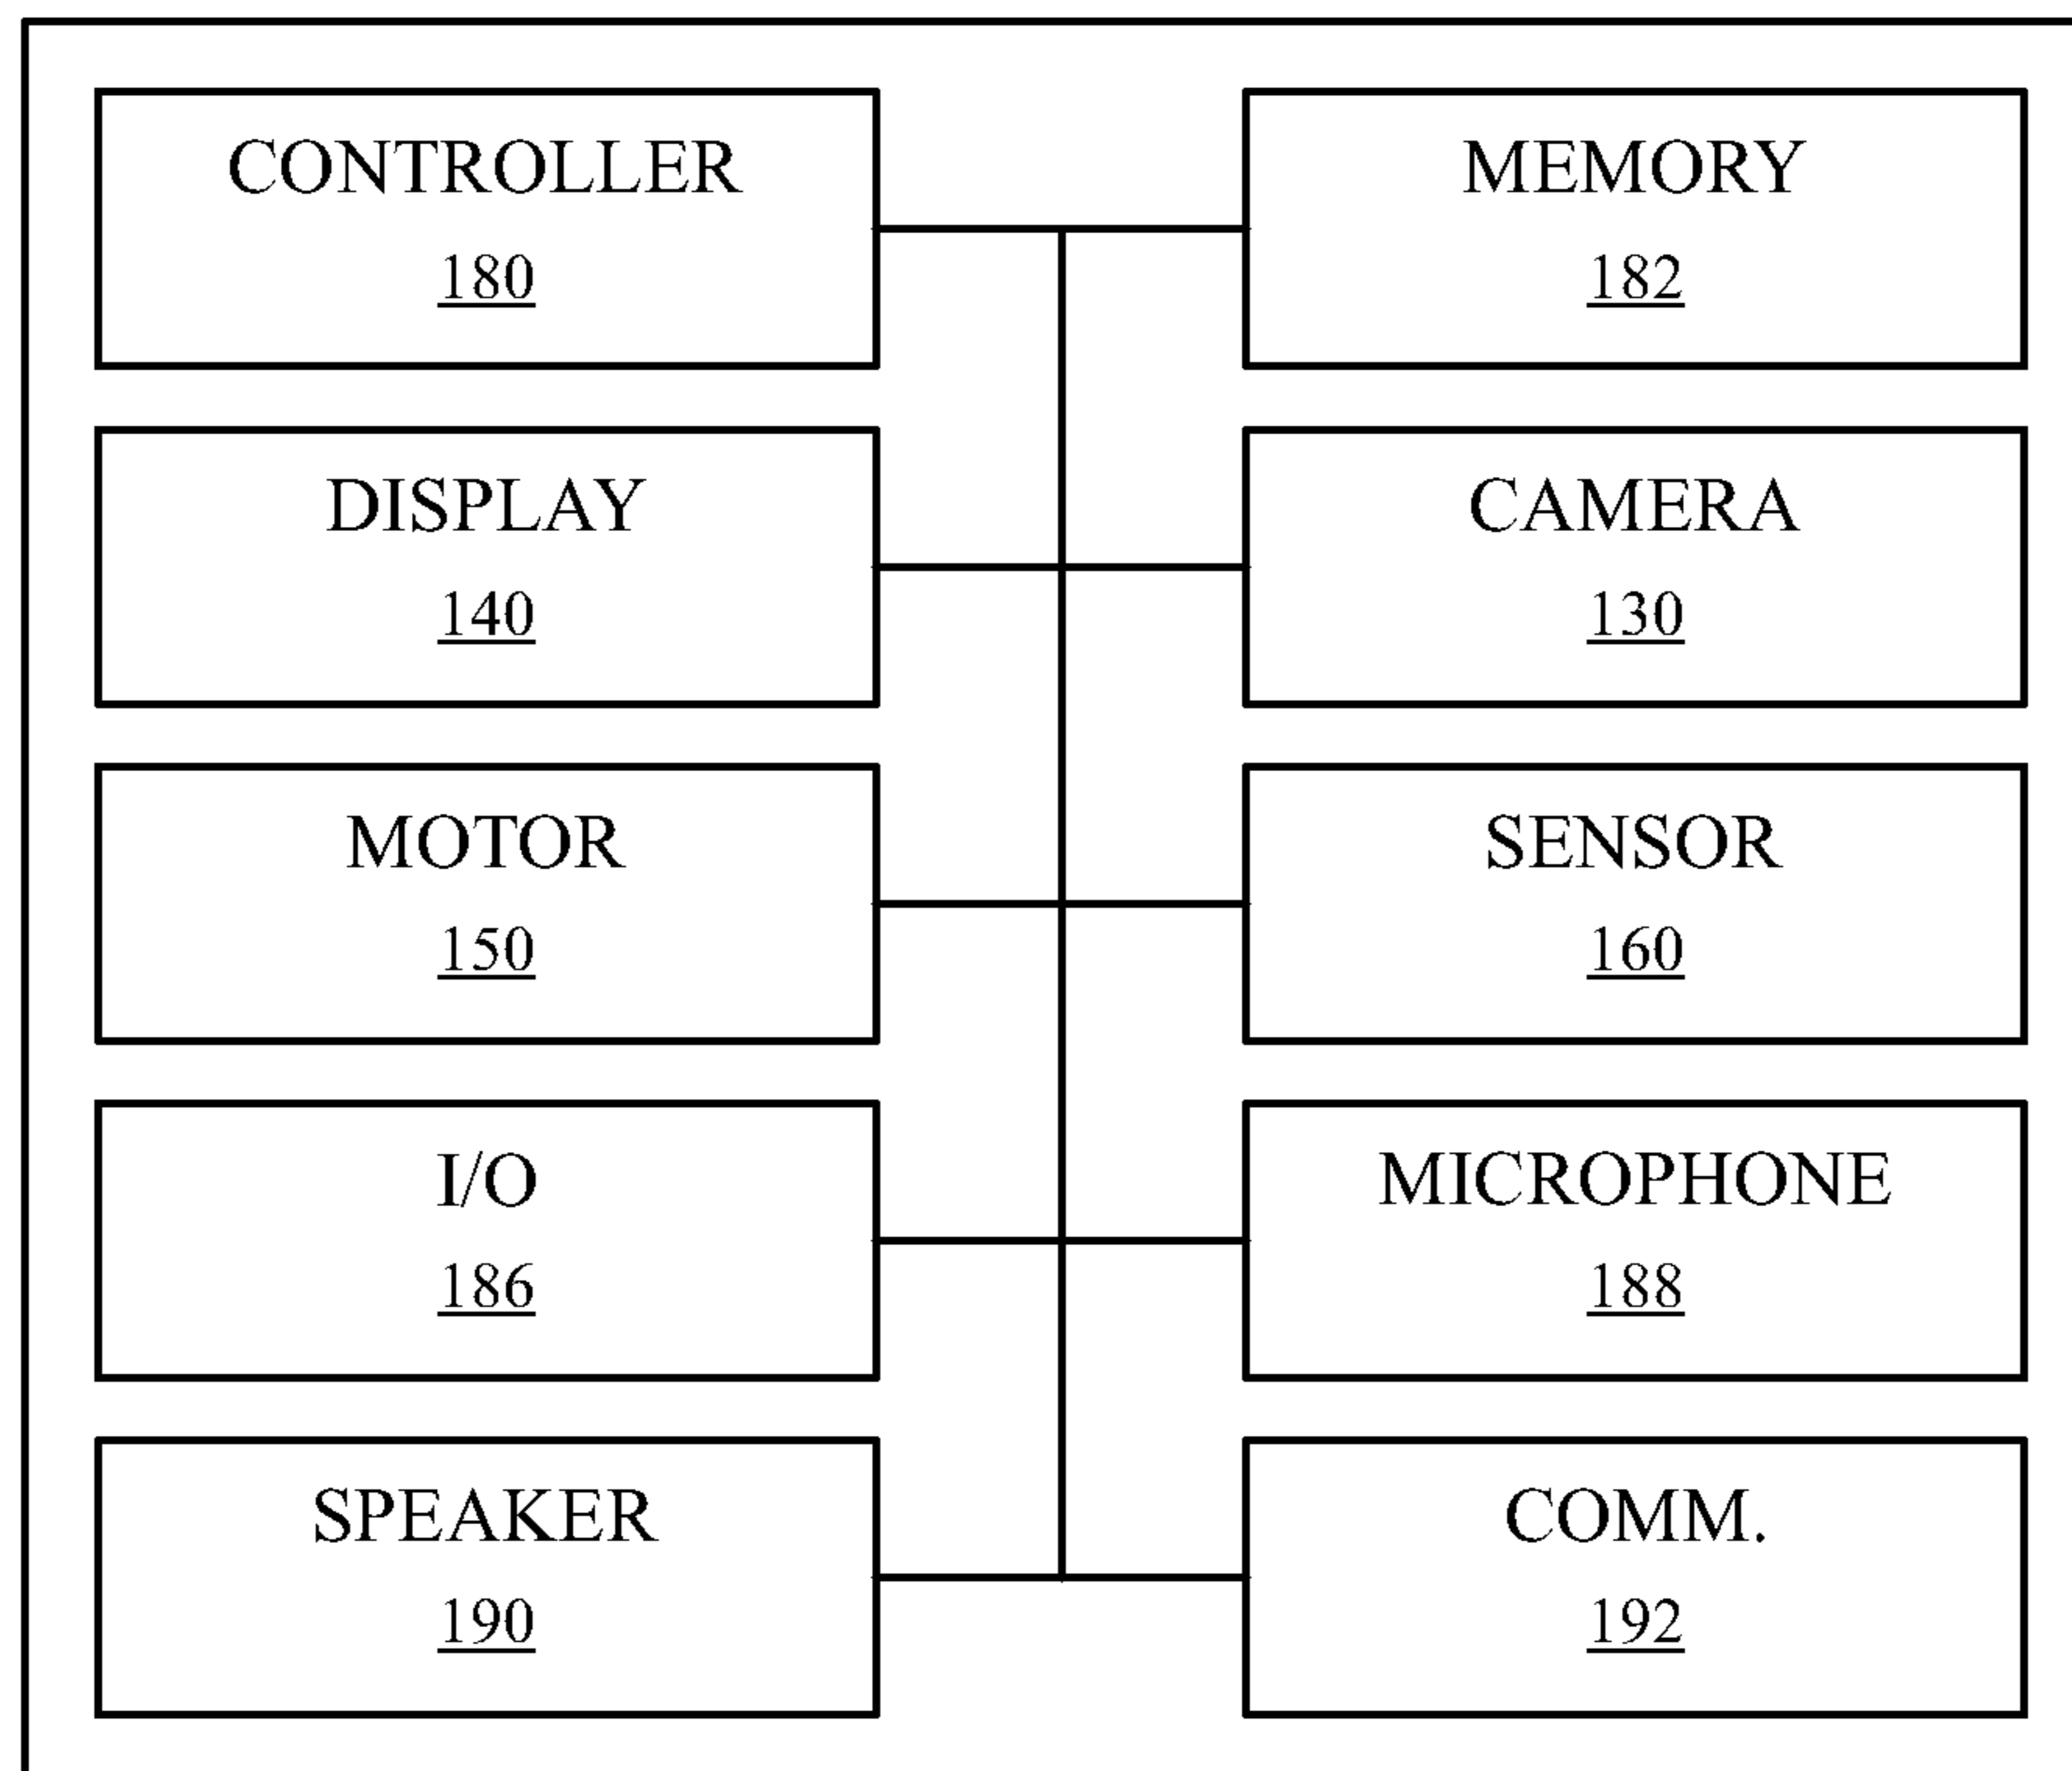 CONTROLLER
180
MEMORY
182
DISPLAY
140
CAMERA
130
MOTOR
150
SENSOR
160
I/O
186
MICROPHONE
188
SPEAKER
190
COMM.
192